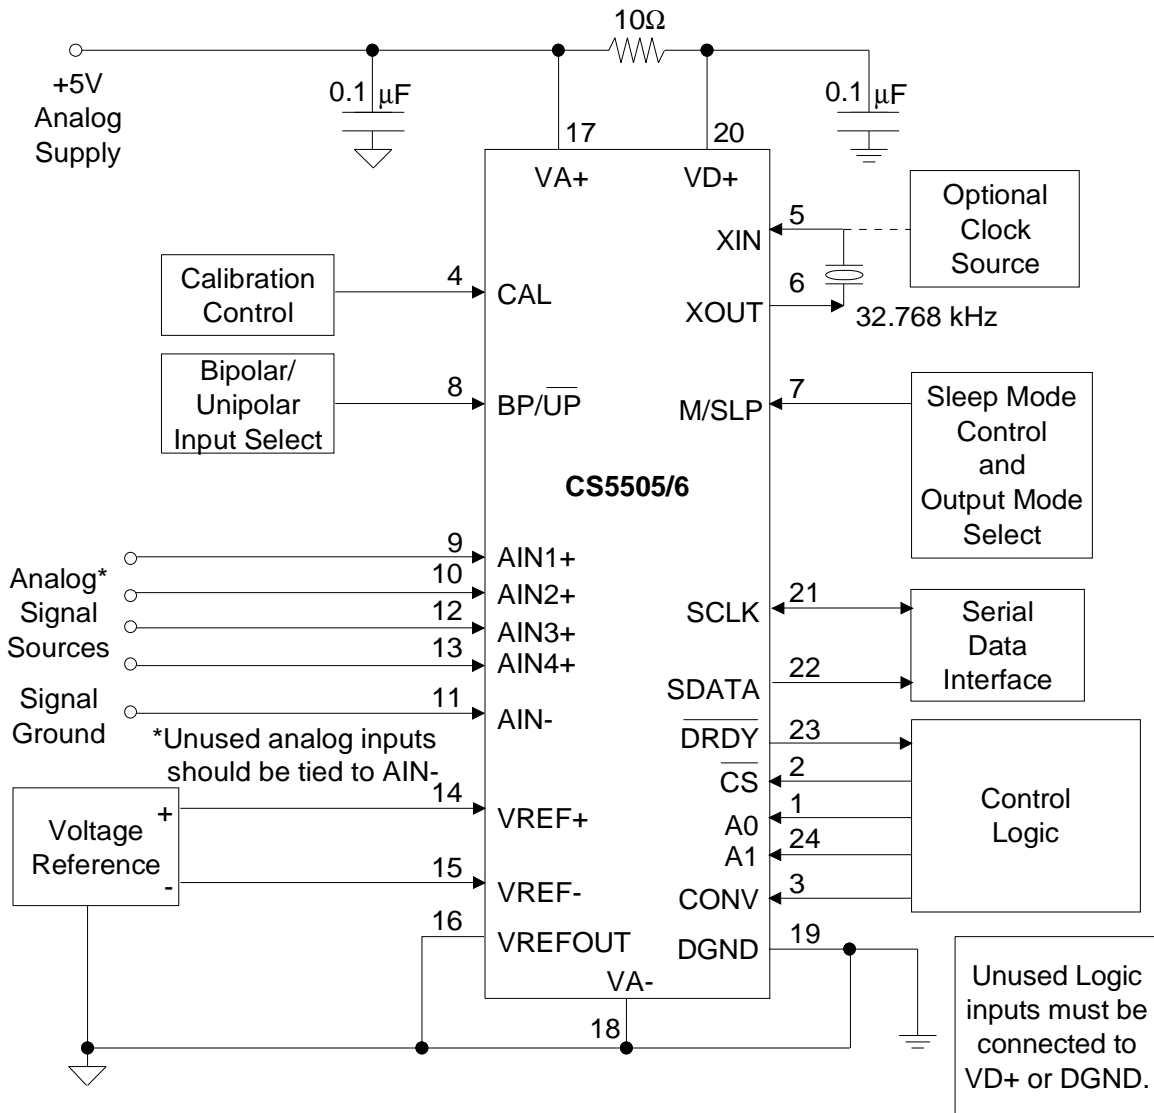 10Ω
+5V
Analog
Supply
0.1 µF
0.1 µF
17
20
VA+
VD+
Optional
Clock
Source
5
XIN
6
XOUT
32.768 kHz
Calibration
Control
4
CAL
Bipolar/
Unipolar
Input Select
8
BP/U̅P̅
7
M/SLP
Sleep Mode
Control
and
Output Mode
Select
CS5505/6
Analog*
Signal
Sources
9
AIN1+
10
AIN2+
12
AIN3+
13
AIN4+
Signal
Ground
11
AIN-
*Unused analog inputs
should be tied to AIN-
21
SCLK
22
SDATA
Serial
Data
Interface
23
D̅R̅D̅Y̅
2
C̅S̅
1
A0
24
A1
3
CONV
Control
Logic
Voltage
Reference
+
-
14
VREF+
15
VREF-
16
VREFOUT
19
DGND
VA-
18
Unused Logic
inputs must be
connected to
VD+ or DGND.